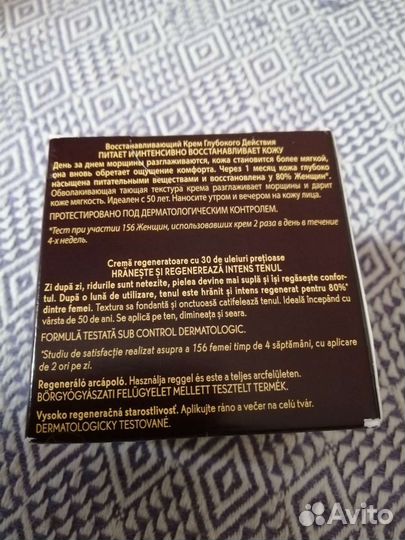 Восстанавливающий Крем Глубокого Действия
ПИТАЕТ И ИНТЕНСИВНО ВОССТАНАВЛИВАЕТ КОЖУ
День за днем морщины разглаживаются, кожа становится более мягкой,
она вновь обретает ощущение комфорта. Через 1 месяц кожа глубоко
насыщена питательными веществами и восстановлена у 80% Женщин*.
Обволакивающая тающая текстура крема разглаживает морщины и дарит
коже мягкость. Идеален с 50 лет. Наносите утром и вечером на кожу лица.
ПРОТЕСТИРОВАНО ПОД ДЕРМАТОЛОГИЧЕСКИМ КОНТРОЛЕМ.
*Тест при участии 156 Женщин, использовавших крем 2 раза в день в течение
4-х недель.
Cremă regeneratoare cu 30 de uleiuri prețioase
HRĂNEȘTE ȘI REGENEREAZĂ INTENS TENUL
Zi după zi, ridurile sunt netezite, pielea devine mai suplă și își regăsește confor-
tul. După o lună de utilizare, tenul este hrănit și intens regenerat pentru 80%*
dintre femei. Textura sa fondantă și onctuoasă catifelează tenul. Ideală începând cu
vârsta de 50 de ani. Se aplică pe ten, dimineața și seara.
FORMULĂ TESTATĂ SUB CONTROL DERMATOLOGIC.
*Studiu de satisfacție realizat asupra a 156 femei timp de 4 săptămâni, cu aplicare
de 2 ori pe zi.
Regeneráló arcápoló. Használja reggel és este a teljes arcfelületen.
BŐRGYÓGYÁSZATI FELÜGYELET MELLETT TESZTELT TERMÉK.
Vysoko regeneračná starostlivosť. Aplikujte ráno a večer na celú tvár.
DERMATOLOGICKY TESTOVANÉ.
Avito